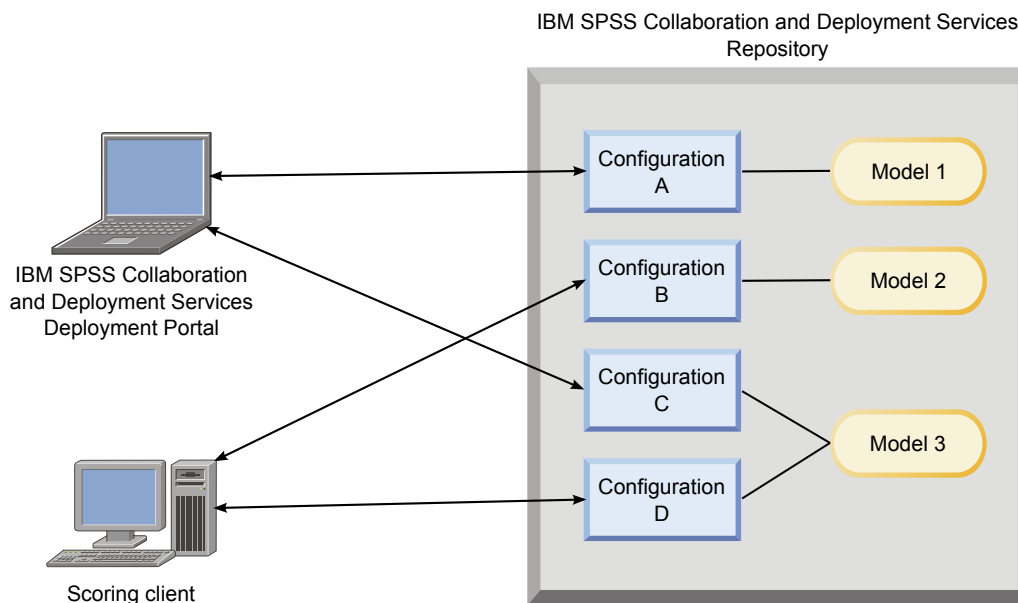 IBM SPSS Collaboration and Deployment Services
Repository
Configuration
A
Model 1
IBM SPSS Collaboration
and Deployment Services
Deployment Portal
Configuration
B
Model 2
Configuration
C
Model 3
Configuration
D
Scoring client